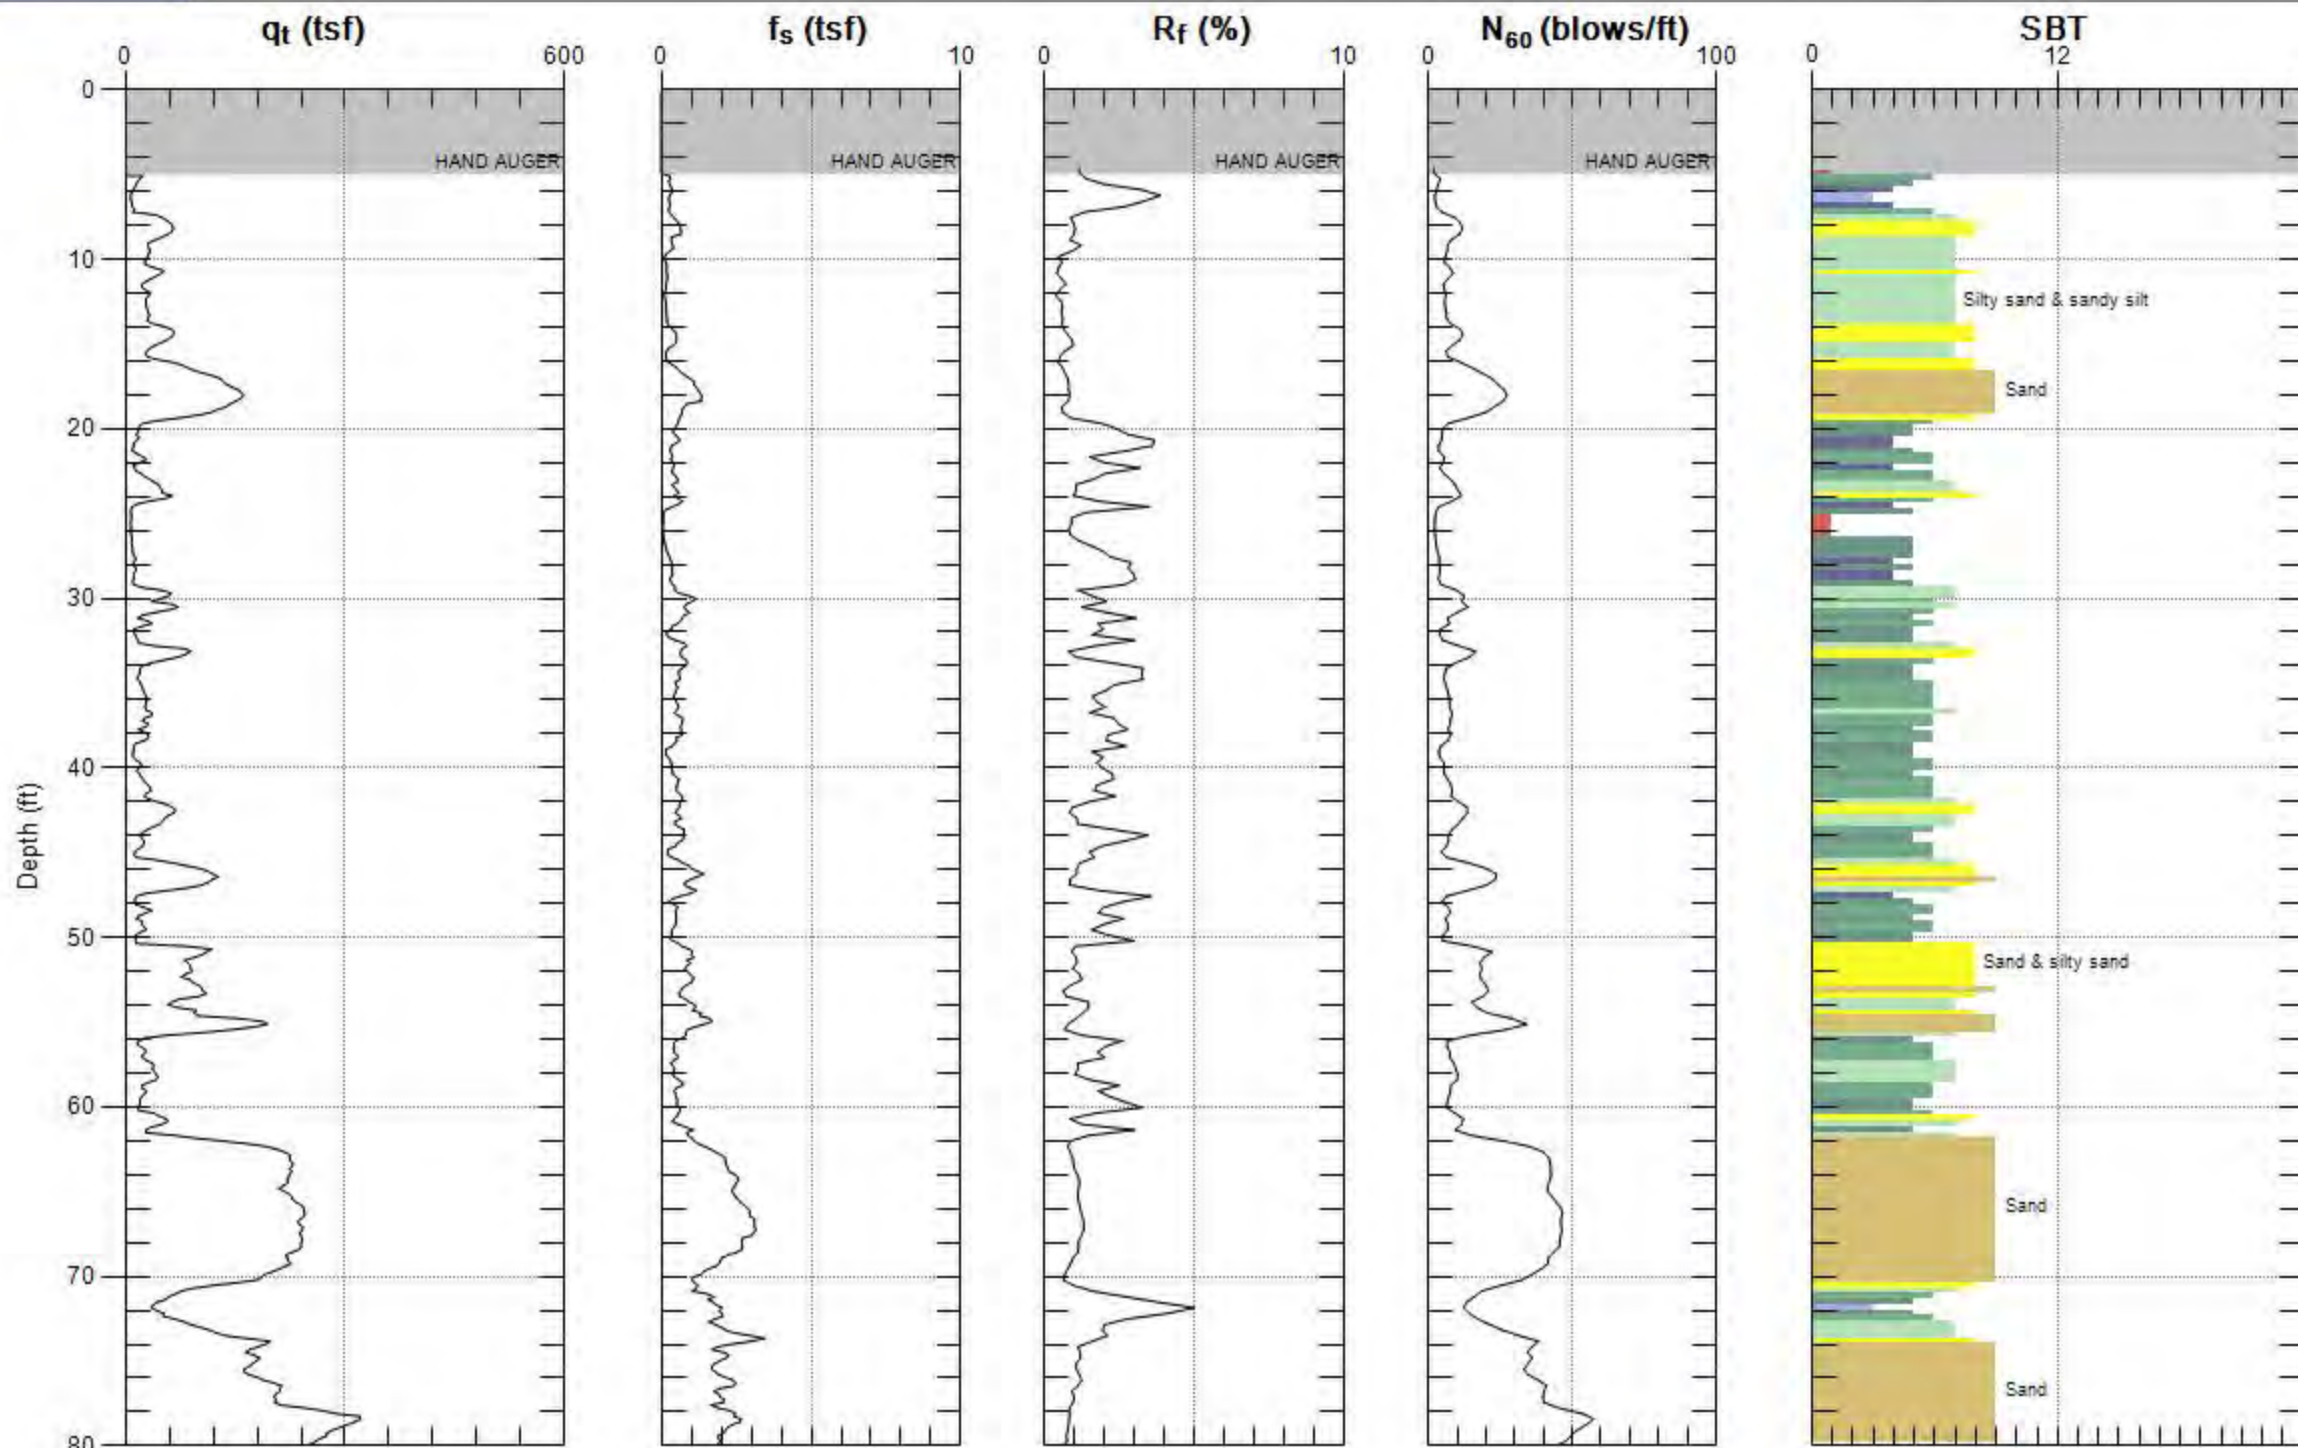 qt (tsf) fs (tsf) Rf (%) N60 (blows/ft) SBT
0 600 0 10 0 10 0 100 0 12
0
HAND AUGER HAND AUGER HAND AUGER HAND AUGER
10
Silty sand & sandy silt
Sand
20
30
40
Depth (ft)
50
Sand & silty sand
60
Sand
70
Sand
80